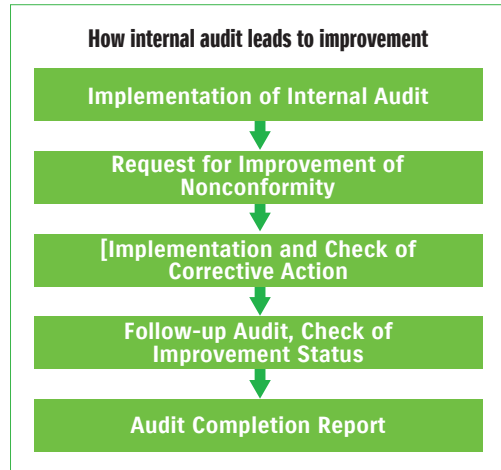 How internal audit leads to improvement
Implementation of Internal Audit
Request for Improvement of
Nonconformity
[Implementation and Check of
Corrective Action
Follow-up Audit, Check of
Improvement Status
Audit Completion Report